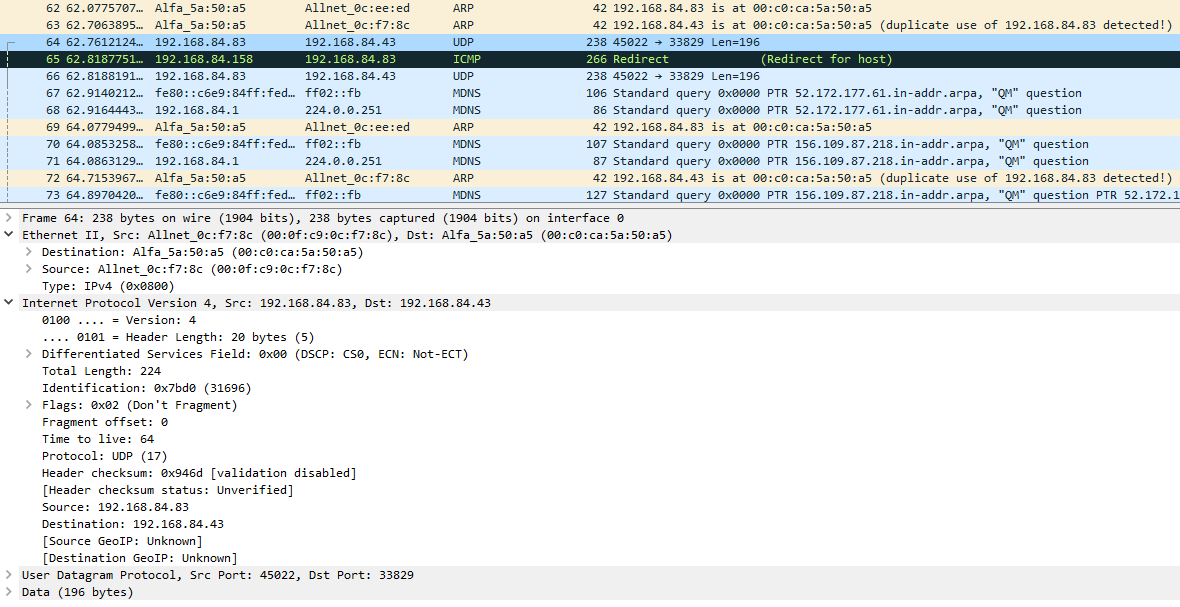 62 62.0775707… Alfa_5a:50:a5 Allnet_0c:ee:ed ARP 42 192.168.84.83 is at 00:c0:ca:5a:50:a5
63 62.7063895… Alfa_5a:50:a5 Allnet_0c:f7:8c ARP 42 192.168.84.43 is at 00:c0:ca:5a:50:a5 (duplicate use of 192.168.84.83 detected!)
64 62.7612124… 192.168.84.83 192.168.84.43 UDP 238 45022 → 33829 Len=196
65 62.8187751… 192.168.84.158 192.168.84.83 ICMP 266 Redirect (Redirect for host)
66 62.8188191… 192.168.84.83 192.168.84.43 UDP 238 45022 → 33829 Len=196
67 62.9140212… fe80::c6e9:84ff:fed… ff02::fb MDNS 106 Standard query 0x0000 PTR 52.172.177.61.in-addr.arpa, "QM" question
68 62.9164443… 192.168.84.1 224.0.0.251 MDNS 86 Standard query 0x0000 PTR 52.172.177.61.in-addr.arpa, "QM" question
69 64.0779499… Alfa_5a:50:a5 Allnet_0c:ee:ed ARP 42 192.168.84.83 is at 00:c0:ca:5a:50:a5
70 64.0853258… fe80::c6e9:84ff:fed… ff02::fb MDNS 107 Standard query 0x0000 PTR 156.109.87.218.in-addr.arpa, "QM" question
71 64.0863129… 192.168.84.1 224.0.0.251 MDNS 87 Standard query 0x0000 PTR 156.109.87.218.in-addr.arpa, "QM" question
72 64.7153967… Alfa_5a:50:a5 Allnet_0c:f7:8c ARP 42 192.168.84.43 is at 00:c0:ca:5a:50:a5 (duplicate use of 192.168.84.83 detected!)
73 64.8970420… fe80::c6e9:84ff:fed… ff02::fb MDNS 127 Standard query 0x0000 PTR 156.109.87.218.in-addr.arpa, "QM" question PTR 52.172.1
Frame 64: 238 bytes on wire (1904 bits), 238 bytes captured (1904 bits) on interface 0
Ethernet II, Src: Allnet_0c:f7:8c (00:0f:c9:0c:f7:8c), Dst: Alfa_5a:50:a5 (00:c0:ca:5a:50:a5)
Destination: Alfa_5a:50:a5 (00:c0:ca:5a:50:a5)
Source: Allnet_0c:f7:8c (00:0f:c9:0c:f7:8c)
Type: IPv4 (0x0800)
Internet Protocol Version 4, Src: 192.168.84.83, Dst: 192.168.84.43
0100 .... = Version: 4
.... 0101 = Header Length: 20 bytes (5)
Differentiated Services Field: 0x00 (DSCP: CS0, ECN: Not-ECT)
Total Length: 224
Identification: 0x7bd0 (31696)
Flags: 0x02 (Don't Fragment)
Fragment offset: 0
Time to live: 64
Protocol: UDP (17)
Header checksum: 0x946d [validation disabled]
[Header checksum status: Unverified]
Source: 192.168.84.83
Destination: 192.168.84.43
[Source GeoIP: Unknown]
[Destination GeoIP: Unknown]
User Datagram Protocol, Src Port: 45022, Dst Port: 33829
Data (196 bytes)